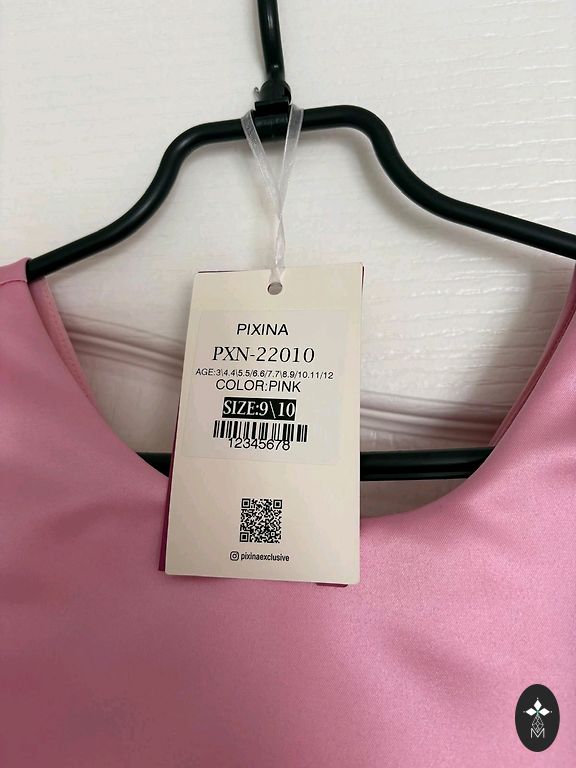 PIXINA
PXN-22010
AGE:3\4.4\5.5/6.6/7.7\8.9/10.11/12
COLOR:PINK
SIZE:9\10
12345678
pixinaexclusive
M